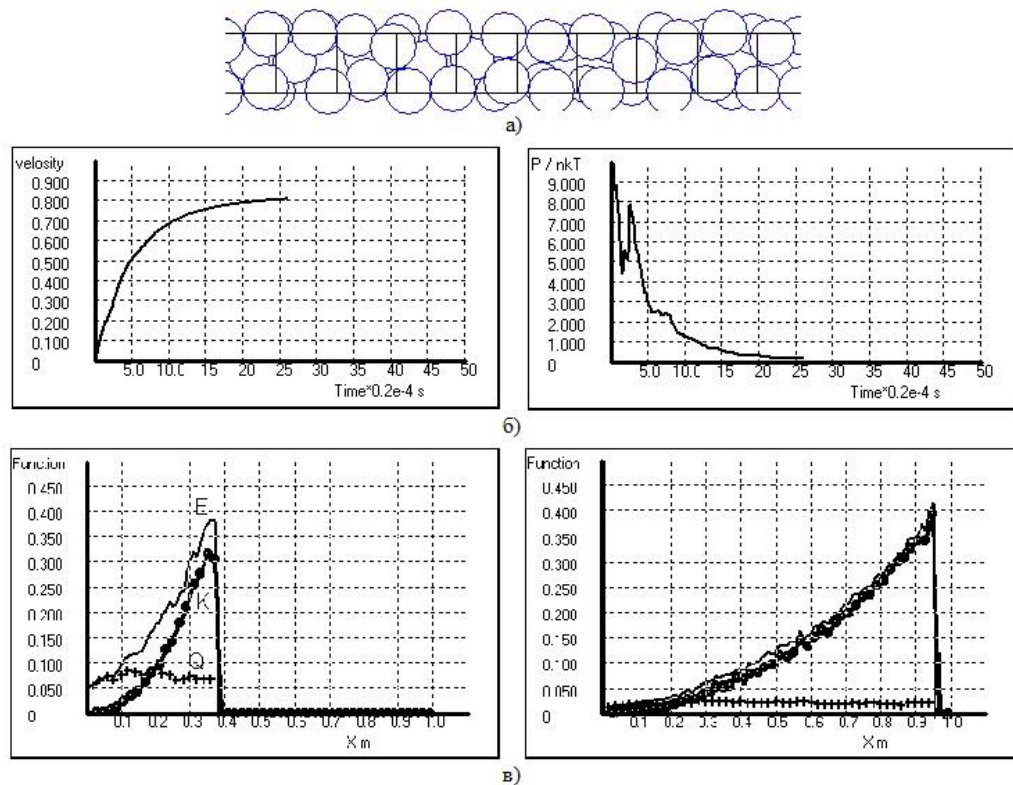 а)
velosity
0.900
0.800
0.700
0.600
0.500
0.400
0.300
0.200
0.100
0
5.0 10.0 15 20 25 30 35 40 45 50
Time*0.2e-4 s
P / nkT
9.000
8.000
7.000
6.000
5.000
4.000
3.000
2.000
1.000
0
5.0 10.0 15 20 25 30 35 40 45 50
Time*0.2e-4 s
б)
Function
0.450
0.400
0.350
0.300
0.250
0.200
0.150
0.100
0.050
0
E
K
Q
0.1 0.2 0.3 0.4 0.5 0.6 0.7 0.8 0.9 1.0
X m
Function
0.450
0.400
0.350
0.300
0.250
0.200
0.150
0.100
0.050
0
0.1 0.2 0.3 0.4 0.5 0.6 0.7 0.8 0.9 1.0
X m
в)